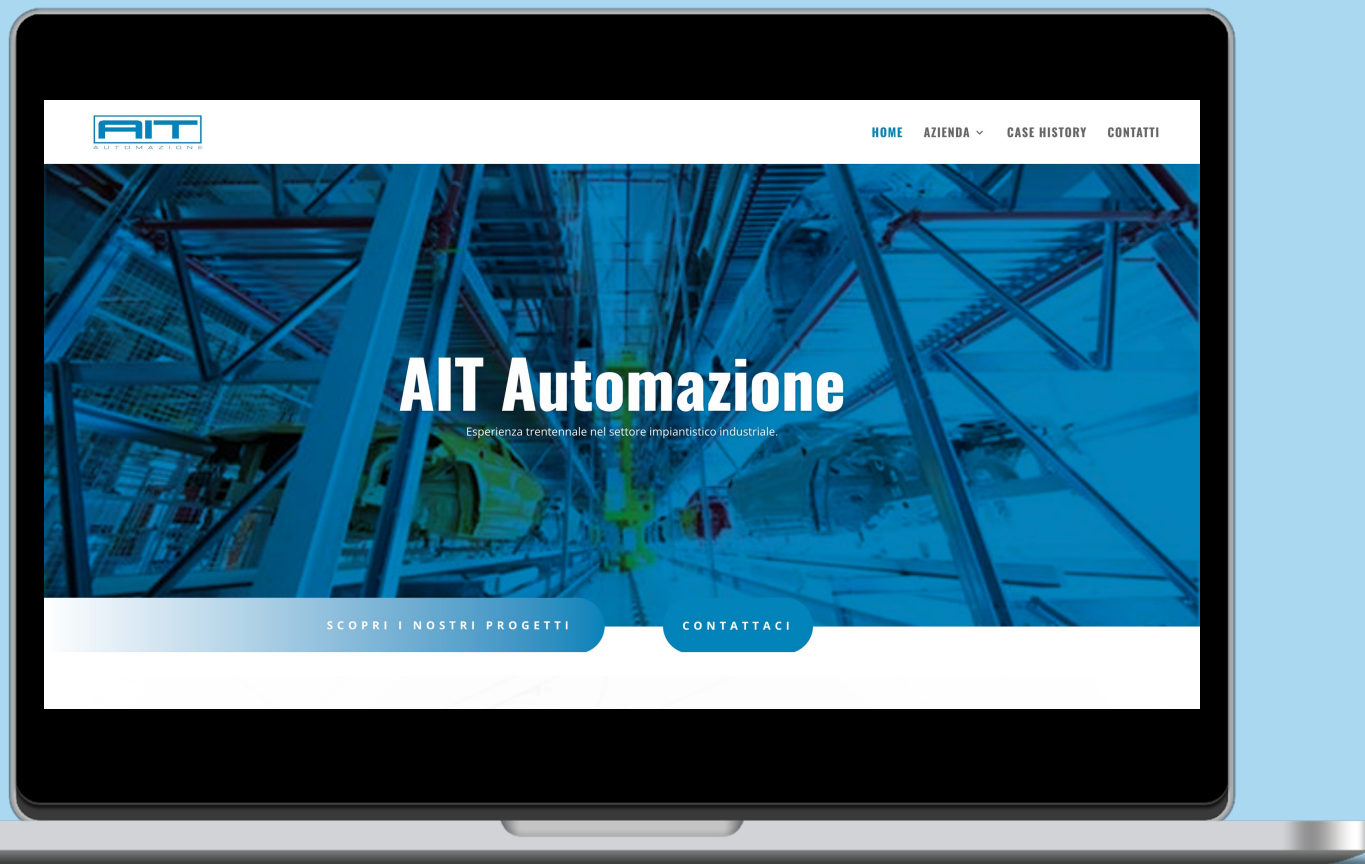 AIT
AUTOMAZIONE
HOME AZIENDA CASE HISTORY CONTATTI
AIT Automazione
Esperienza trentennale nel settore impiantistico industriale.
SCOPRI I NOSTRI PROGETTI CONTATTACI